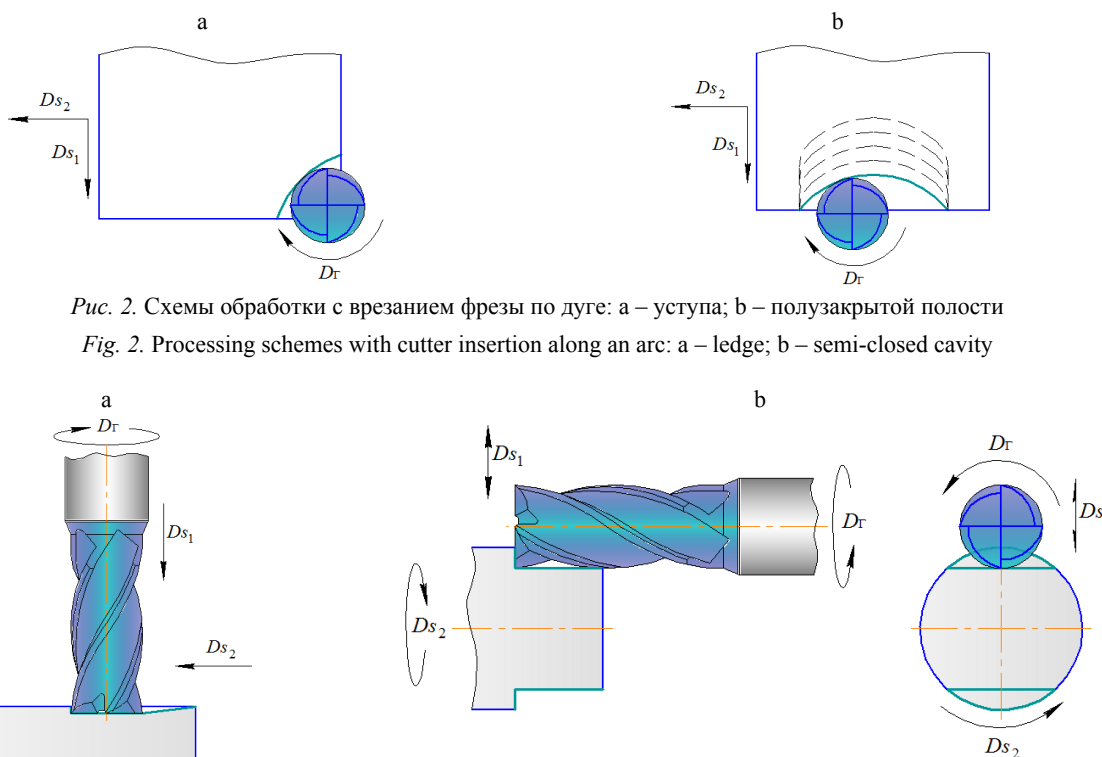 a b
Ds2 Ds2
Ds1 Ds1
Dг Dг
Рис. 2. Схемы обработки с врезанием фрезы по дуге: a – уступа; b – полузакрытой полости
Fig. 2. Processing schemes with cutter insertion along an arc: a – ledge; b – semi-closed cavity
a b
Dг
Ds1 Dг
Ds1 Ds
Dг
Ds2
Ds2
Ds2